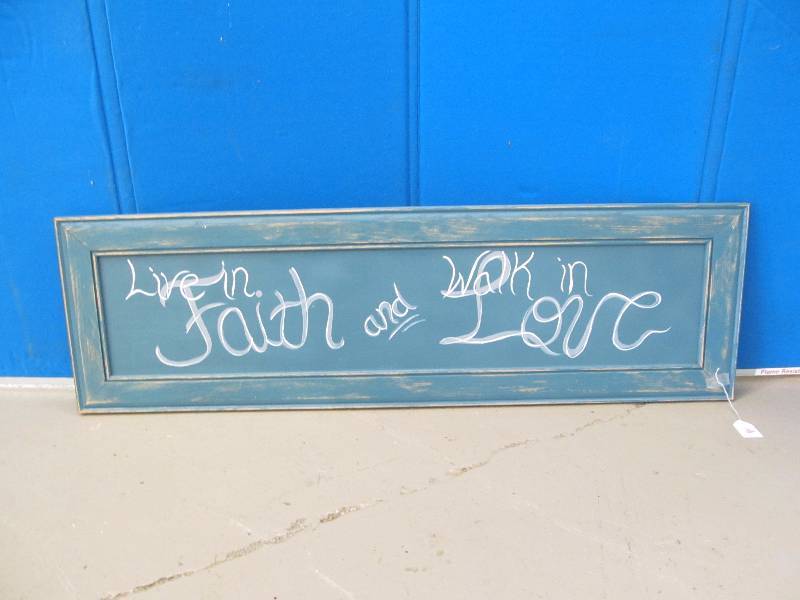 Live in Walk in
Faith and Love